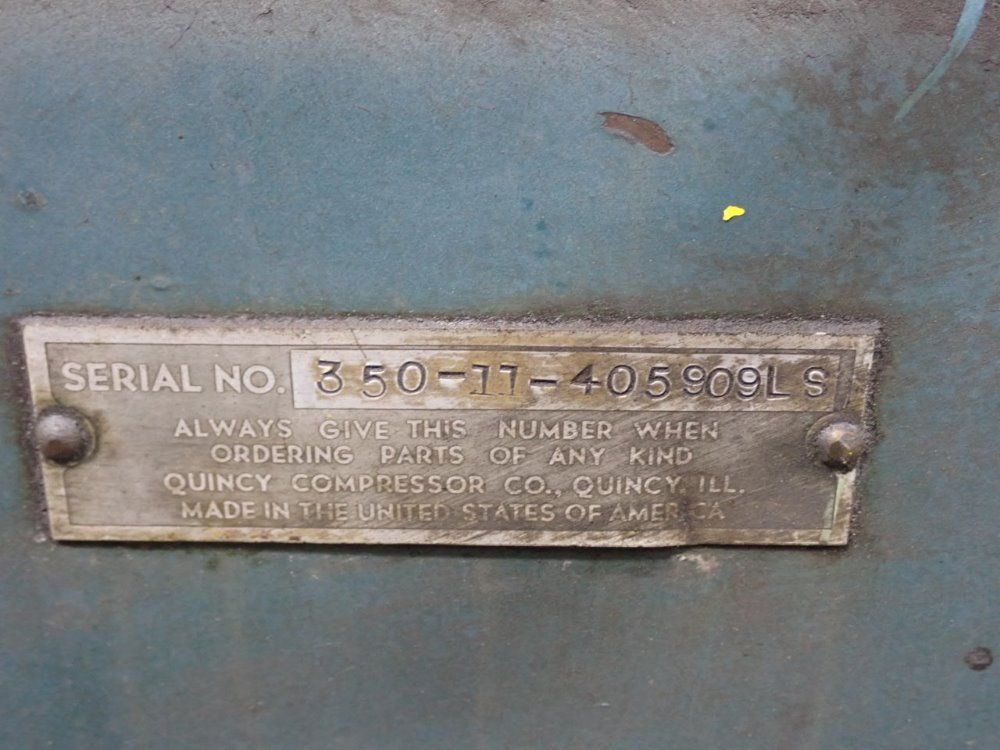 SERIAL NO. 350-11-405909LS
ALWAYS GIVE THIS NUMBER WHEN
ORDERING PARTS OF ANY KIND
QUINCY COMPRESSOR CO., QUINCY, ILL.
MADE IN THE UNITED STATES OF AMERICA